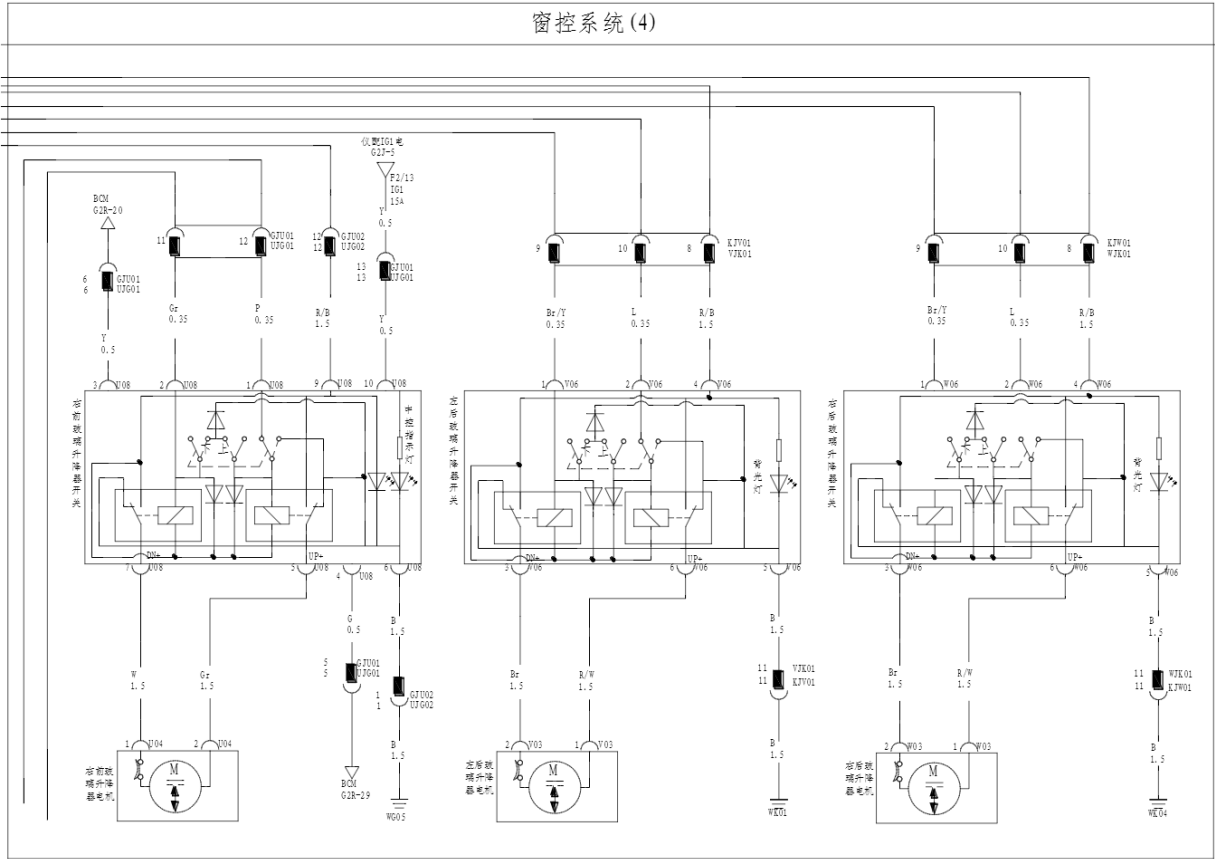 窗控系统(4)
仪配IG1电
G2J-5
F2/13
IG1
15A
Y
0.5
BCM
G2R-20
11
12
GJU01
UJG01
12
12
GJU02
UJG02
13
13
GJU01
UJG01
6
6
GJU01
UJG01
9
10
8
KJV01
VJK01
9
10
8
KJW01
WJK01
Gr
0.35
P
0.35
R/B
1.5
Y
0.5
Y
0.5
Br/Y
0.35
L
0.35
R/B
1.5
Br/Y
0.35
L
0.35
R/B
1.5
3
U08
2
U08
1
U08
9
U08
10
U08
1
V06
2
V06
4
V06
1
W06
2
W06
4
W06
右前玻璃升降器开关
下
上
车控指示灯
左后玻璃升降器开关
下
上
背光灯
右后玻璃升降器开关
下
上
背光灯
DN+
UP+
DN+
UP+
DN+
UP+
7
U08
5
U08
4
U08
6
U08
3
V06
6
V06
5
V06
3
W06
6
W06
5
W06
G
0.5
B
1.5
B
1.5
B
1.5
W
1.5
Gr
1.5
5
5
GJU01
UJG01
1
1
GJU02
UJG02
Br
1.5
R/W
1.5
11
11
VJK01
KJV01
Br
1.5
R/W
1.5
11
11
WJK01
KJW01
B
1.5
B
1.5
B
1.5
1
U04
2
U04
2
V03
1
V03
2
W03
1
W03
右前玻璃升降器电机
M
左后玻璃升降器电机
M
右后玻璃升降器电机
M
BCM
G2R-29
WG05
WK01
WK04